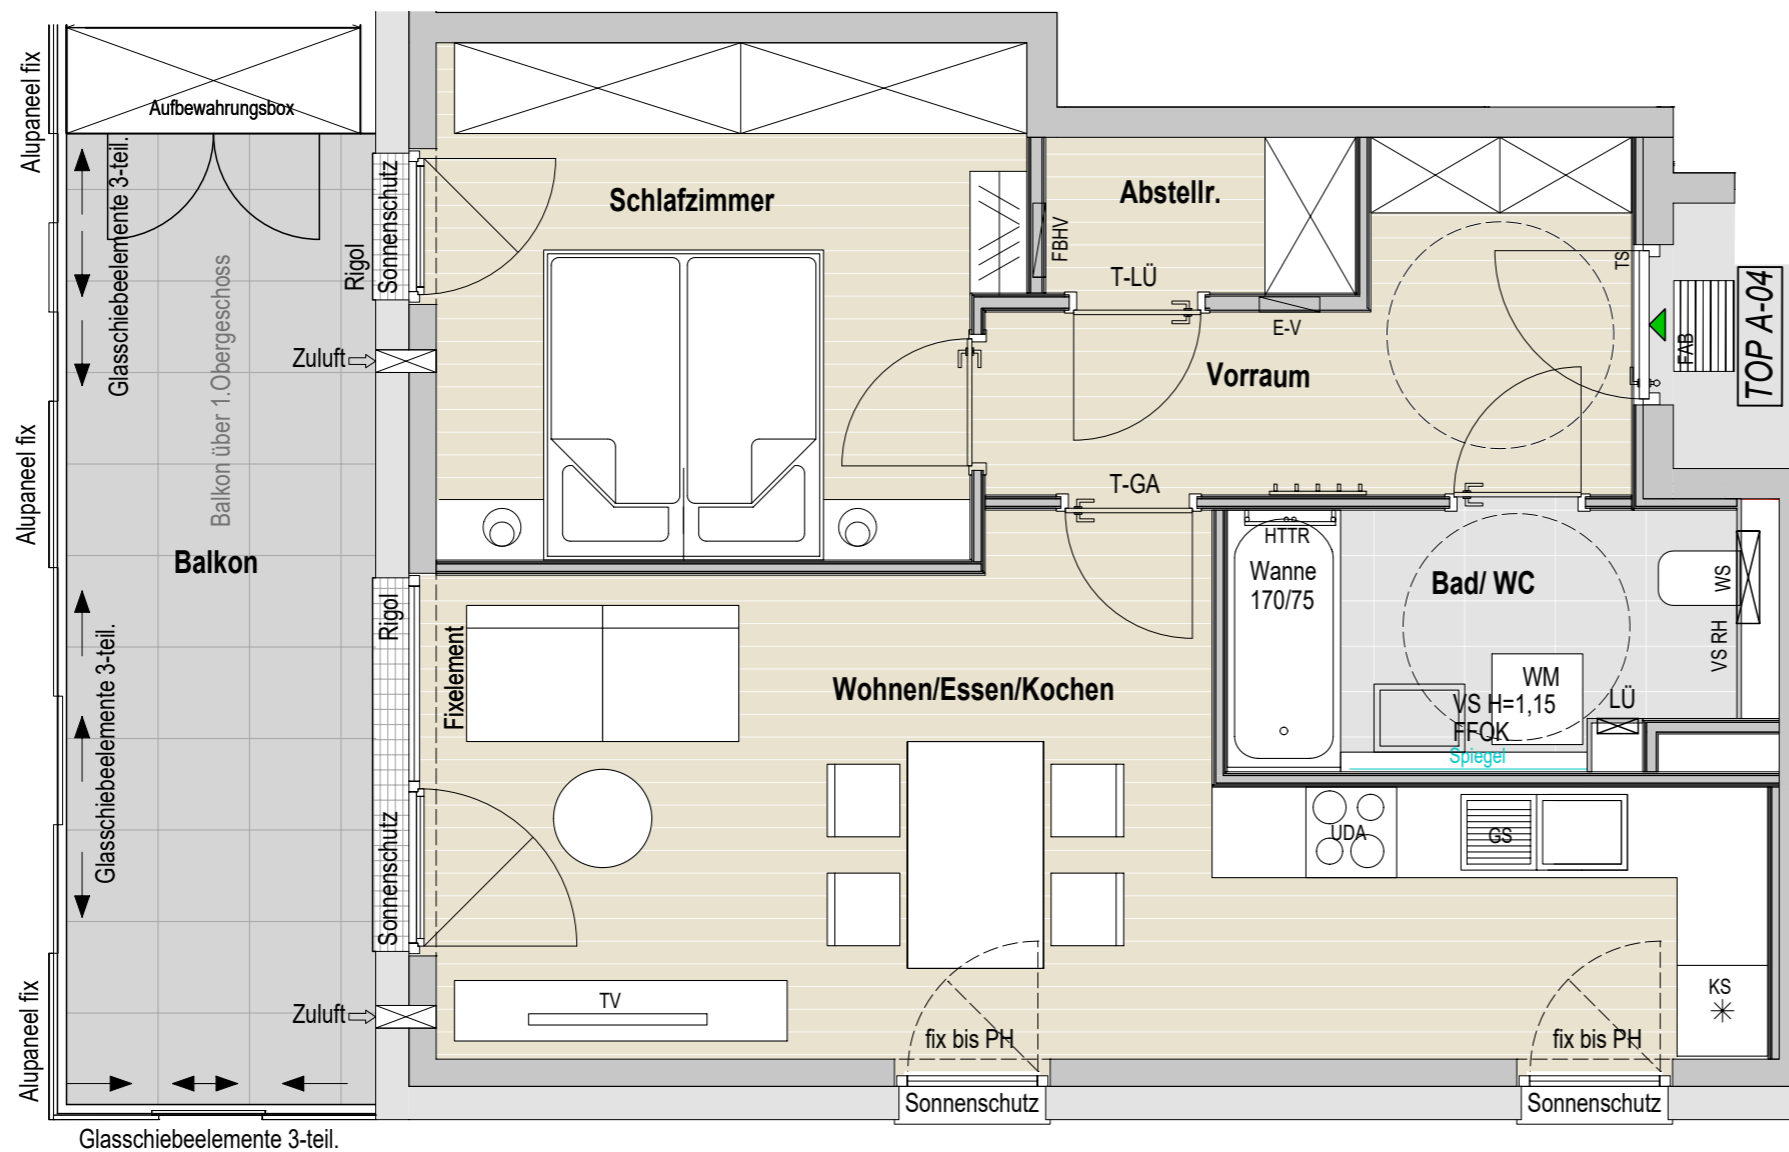 Alupaneel fix
Aufbewahrungsbox
Glasschiebeelemente 3-teil.
Rigol
Sonnenschutz
Balkon über 1.Obergeschoss
Zuluft
Schlafzimmer
Abstellr.
FBHV
T-LÜ
E-V
TS
FAB
TOP A-04
Vorraum
T-GA
Alupaneel fix
Balkon
Rigol
Fixelement
Glasschiebeelemente 3-teil.
Sonnenschutz
HTTR
Wanne
170/75
Bad/ WC
WS
VS RH
WM
VS H=1,15
FFOK
LÜ
Spiegel
Wohnen/Essen/Kochen
UDA
GS
KS
TV
Zuluft
fix bis PH
fix bis PH
Alupaneel fix
Sonnenschutz
Sonnenschutz
Glasschiebeelemente 3-teil.